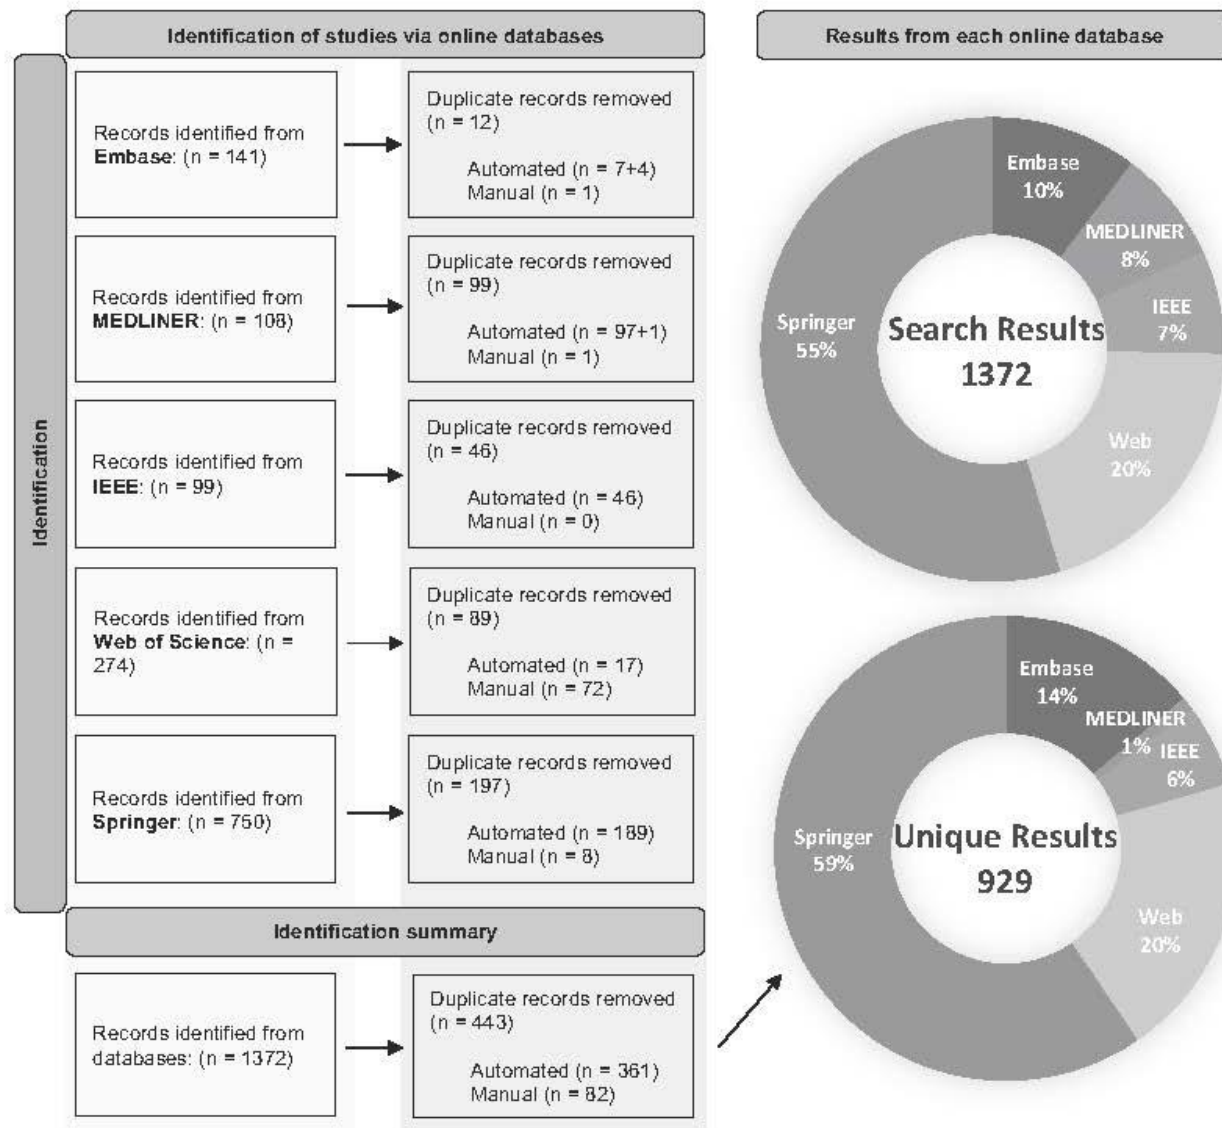 Identification of studies via online databases
Identification
Records identified from
Embase: (n = 141)
Duplicate records removed
(n = 12)
Automated (n = 7+4)
Manual (n = 1)
Records identified from
MEDLINER: (n = 108)
Duplicate records removed
(n = 99)
Automated (n = 97+1)
Manual (n = 1)
Records identified from
IEEE: (n = 99)
Duplicate records removed
(n = 46)
Automated (n = 46)
Manual (n = 0)
Records identified from
Web of Science: (n =
274)
Duplicate records removed
(n = 89)
Automated (n = 17)
Manual (n = 72)
Records identified from
Springer: (n = 750)
Duplicate records removed
(n = 197)
Automated (n = 189)
Manual (n = 8)
Identification summary
Records identified from
databases: (n = 1372)
Duplicate records removed
(n = 443)
Automated (n = 361)
Manual (n = 82)
Results from each online database
Embase
10%
MEDLINER
8%
IEEE
7%
Springer
55%
Search Results
1372
Web
20%
Embase
14%
MEDLINER
1%
IEEE
6%
Springer
59%
Unique Results
929
Web
20%